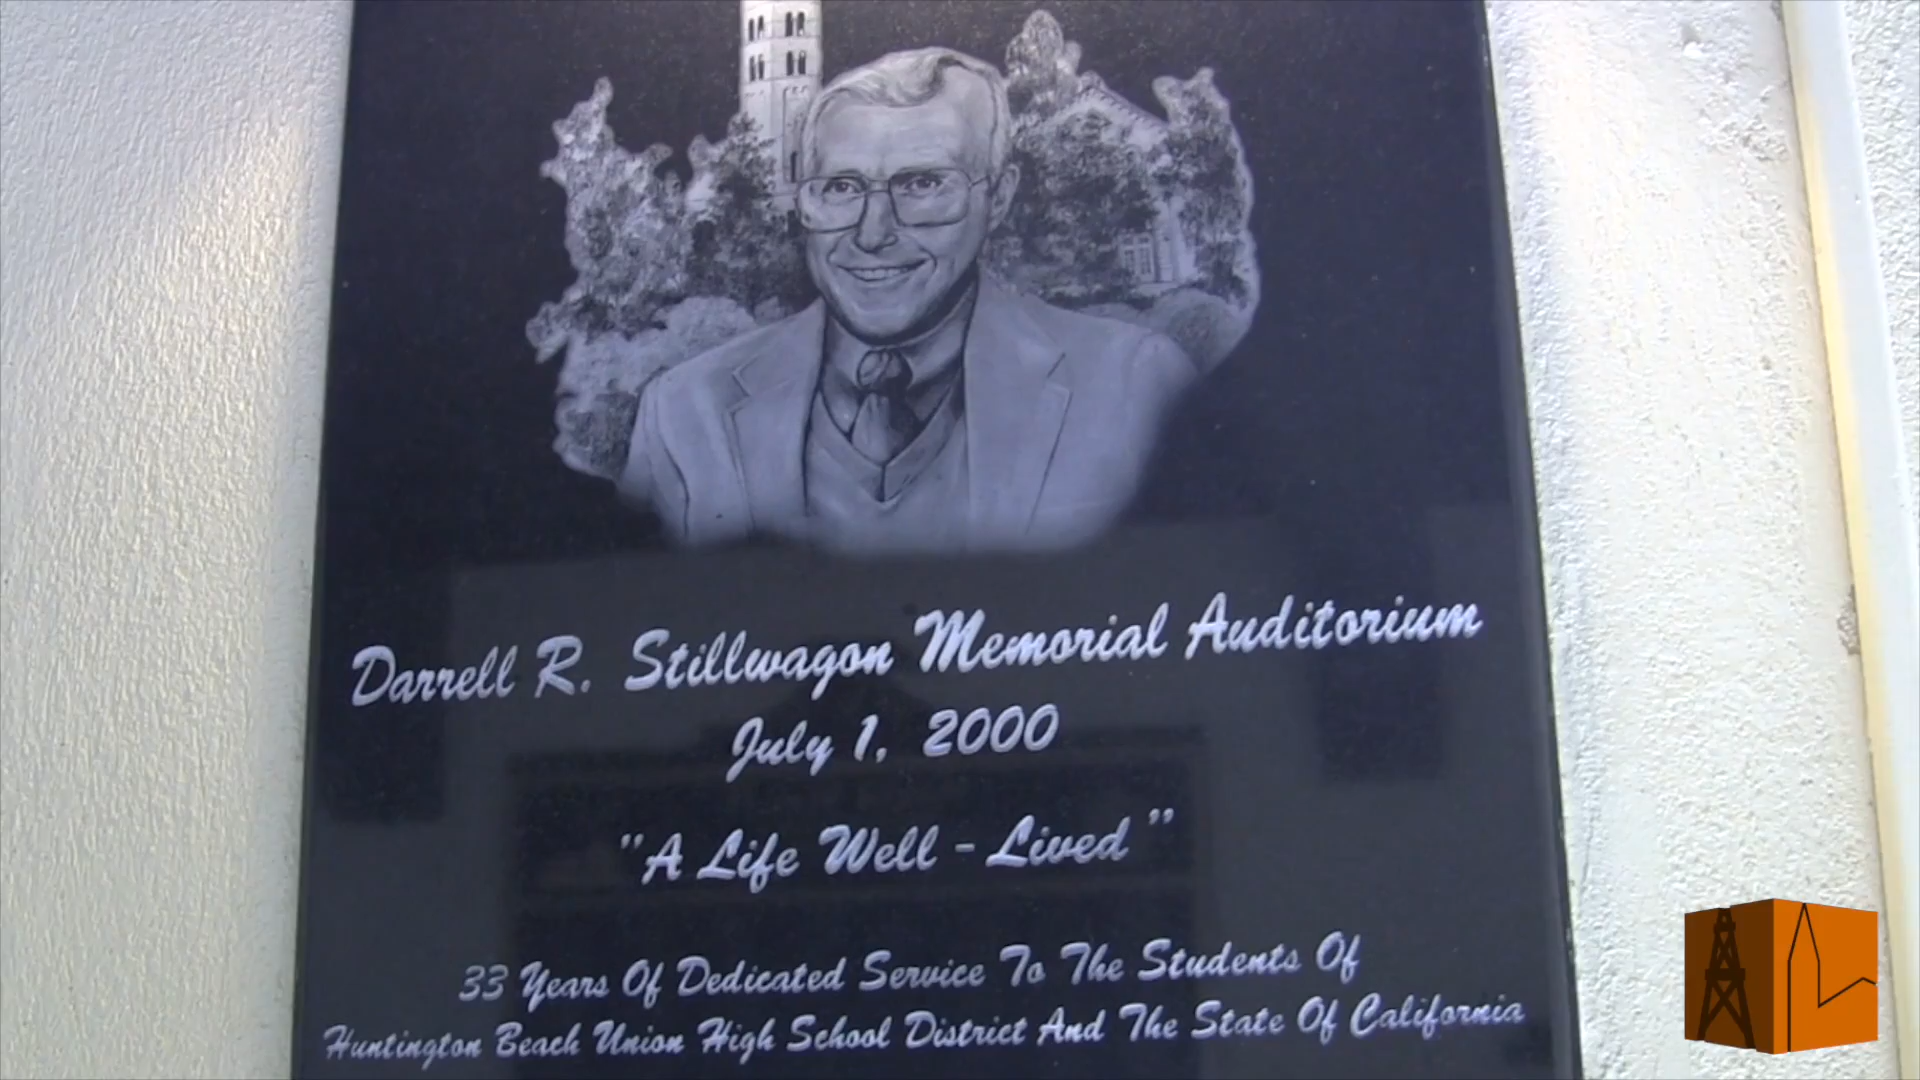 Darrell R. Stillwagon Memorial Auditorium
July 1, 2000
"A Life Well - Lived"
33 Years Of Dedicated Service To The Students Of
Huntington Beach Union High School District And The State Of California